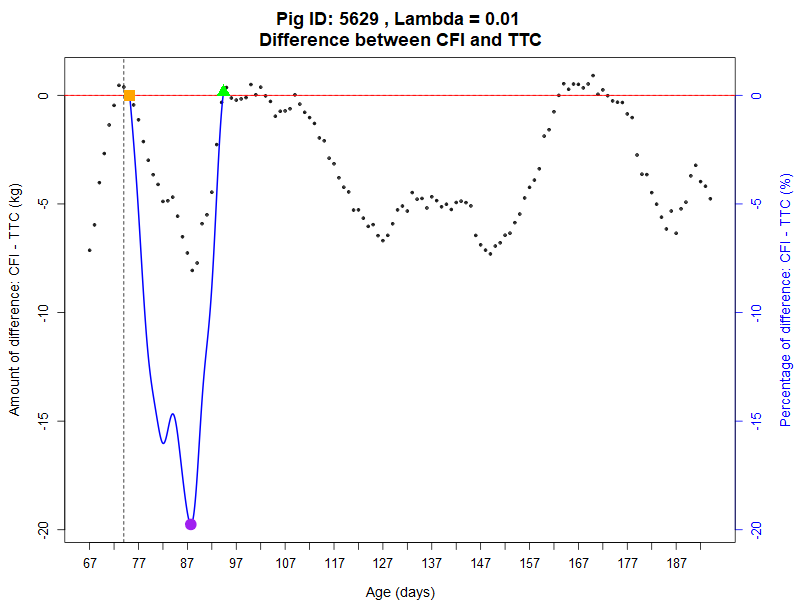 Pig ID: 5629 , Lambda = 0.01
Difference between CFI and TTC
Amount of difference: CFI - TTC (kg)
0
-5
-10
-15
-20
0
-5
-10
-15
-20
Percentage of difference: CFI - TTC (%)
67 77 87 97 107 117 127 137 147 157 167 177 187
Age (days)